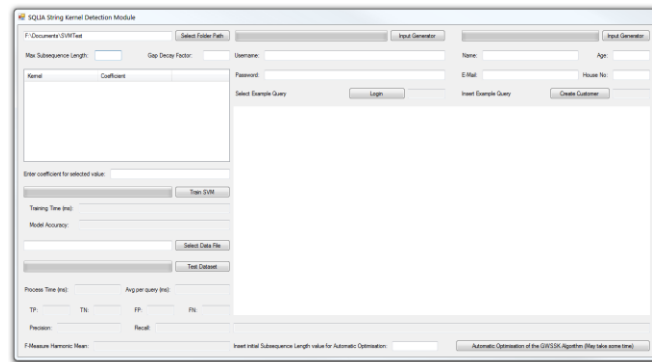 SQLIA String Kernel Detection Module
F:\Documents\SVMTest
Select Folder Path
Input Generator
Input Generator
Max Subsequence Length:
Gap Decay Factor:
Username:
Name:
Age:
Kernel
Coefficient
Password:
E-Mail:
House No:
Select Example Query
Login
Insert Example Query
Create Customer
Enter coefficient for selected value:
Train SVM
Training Time (ms):
Model Accuracy:
Select Data File
Test Dataset
Process Time (ms):
Avg per query (ms):
TP:
TN:
FP:
FN:
Precision:
Recall:
F-Measure Harmonic Mean:
Insert initial Subsequence Length value for Automatic Optimisation:
Automatic Optimisation of the GWSSK Algorithm (May take some time)